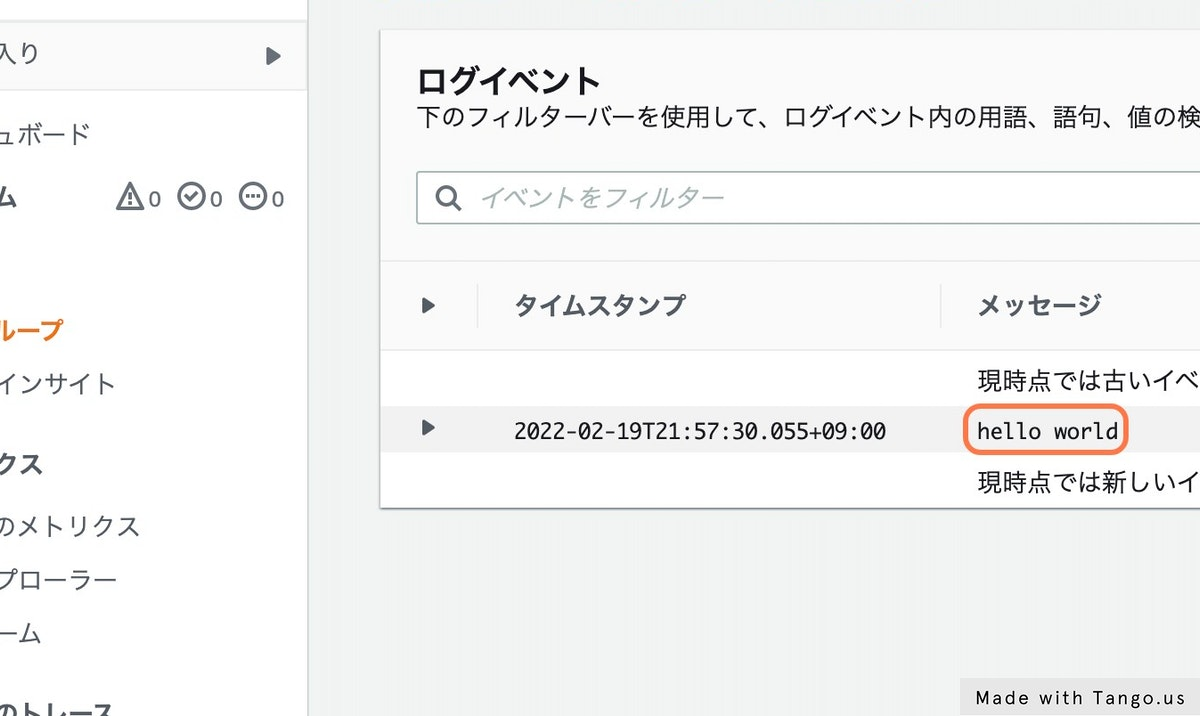 入り
ュボード
ム
0 0 0
ループ
インサイト
クス
のメトリクス
プローラー
ーム
のトレース
ログイベント
下のフィルターバーを使用して、ログイベント内の用語、語句、値の検
イベントをフィルター
タイムスタンプ メッセージ
現時点では古いイベ
2022-02-19T21:57:30.055+09:00 hello world
現時点では新しいイ
Made with Tango.us